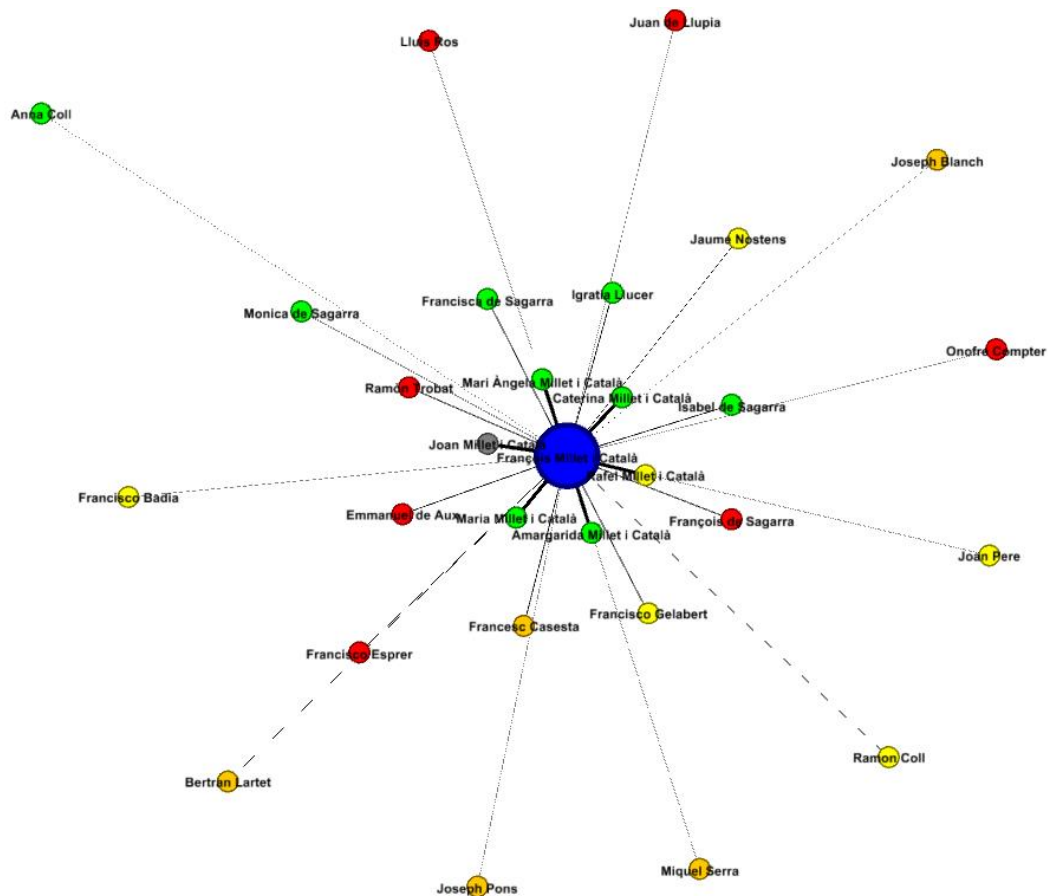 Juan de Llupia
Lluis Ros
Anna Coll
Joseph Blanch
Jaume Nostens
Francisca de Sagarra
Igratia Llucer
Monica de Sagarra
Onofre Compter
Mari Àngela Millet i Català
Ramòn Trobat
Caterina Millet i Català
Isabel de Sagarra
Joan Millet i Català
François Millet i Català
Rafel Millet i Català
Francisco Badia
Emmanuel de Aux
Maria Millet i Català
François de Sagarra
Amargarida Millet i Català
Joan Pere
Francisco Gelabert
Francesc Casesta
Francisco Esprer
Ramon Coll
Bertran Lartet
Miquel Serra
Joseph Pons